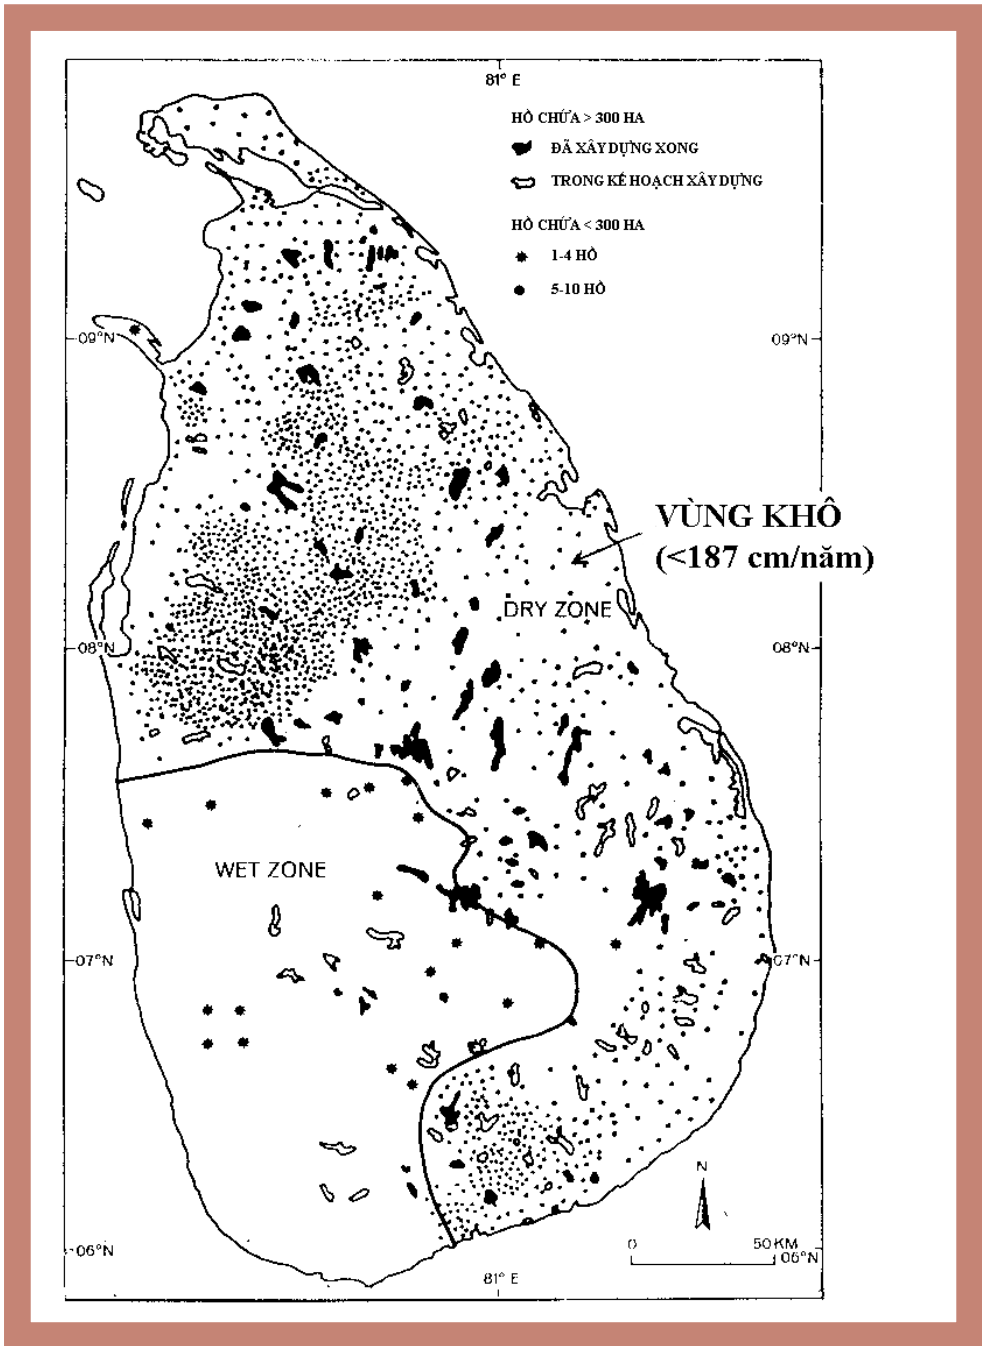 81° E
HỒ CHỨA > 300 HA
ĐÃ XÂY DỰNG XONG
TRONG KẾ HOẠCH XÂY DỰNG
HỒ CHỨA < 300 HA
1-4 HỒ
5-10 HỒ
09°N
09°N
VÙNG KHÔ
(<187 cm/năm)
DRY ZONE
08°N
08°N
WET ZONE
07°N
07°N
N
0
50 KM
06°N
06°N
81° E